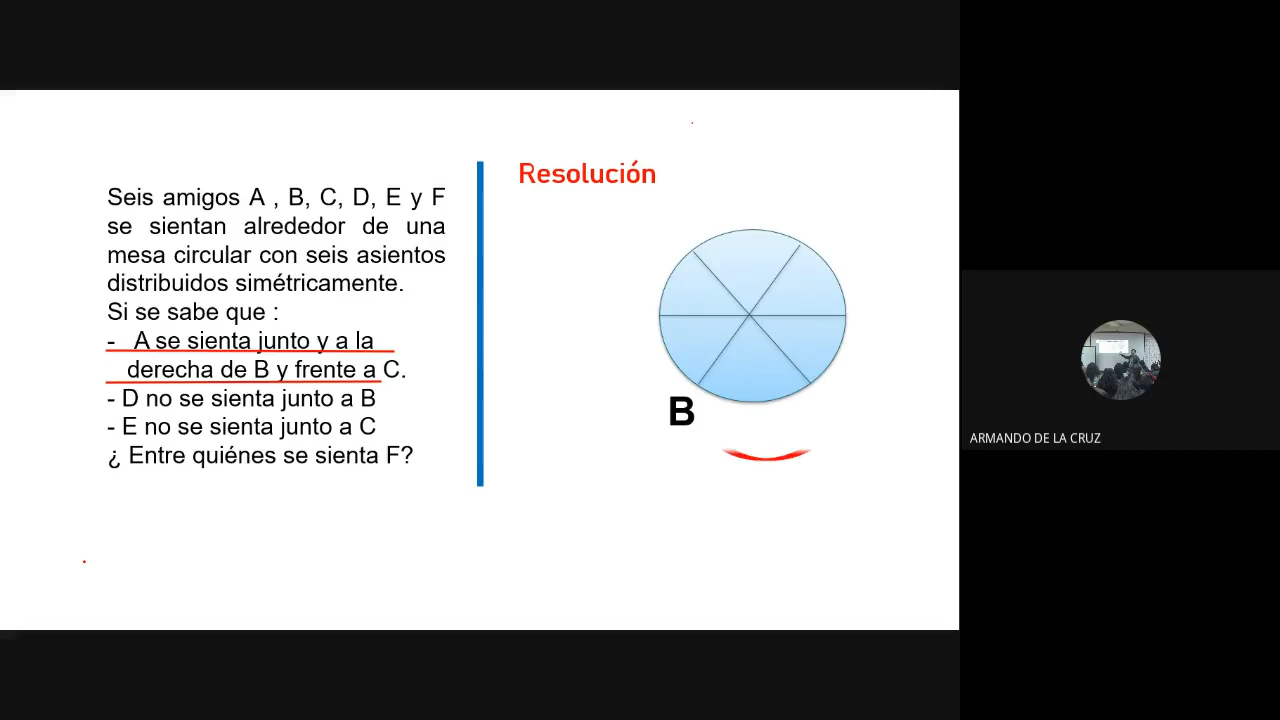 Resolución
Seis amigos A , B, C, D, E y F
se sientan alrededor de una
mesa circular con seis asientos
distribuidos simétricamente.
Si se sabe que :
- A se sienta junto y a la
derecha de B y frente a C.
- D no se sienta junto a B
- E no se sienta junto a C
¿ Entre quiénes se sienta F?
B
ARMANDO DE LA CRUZ